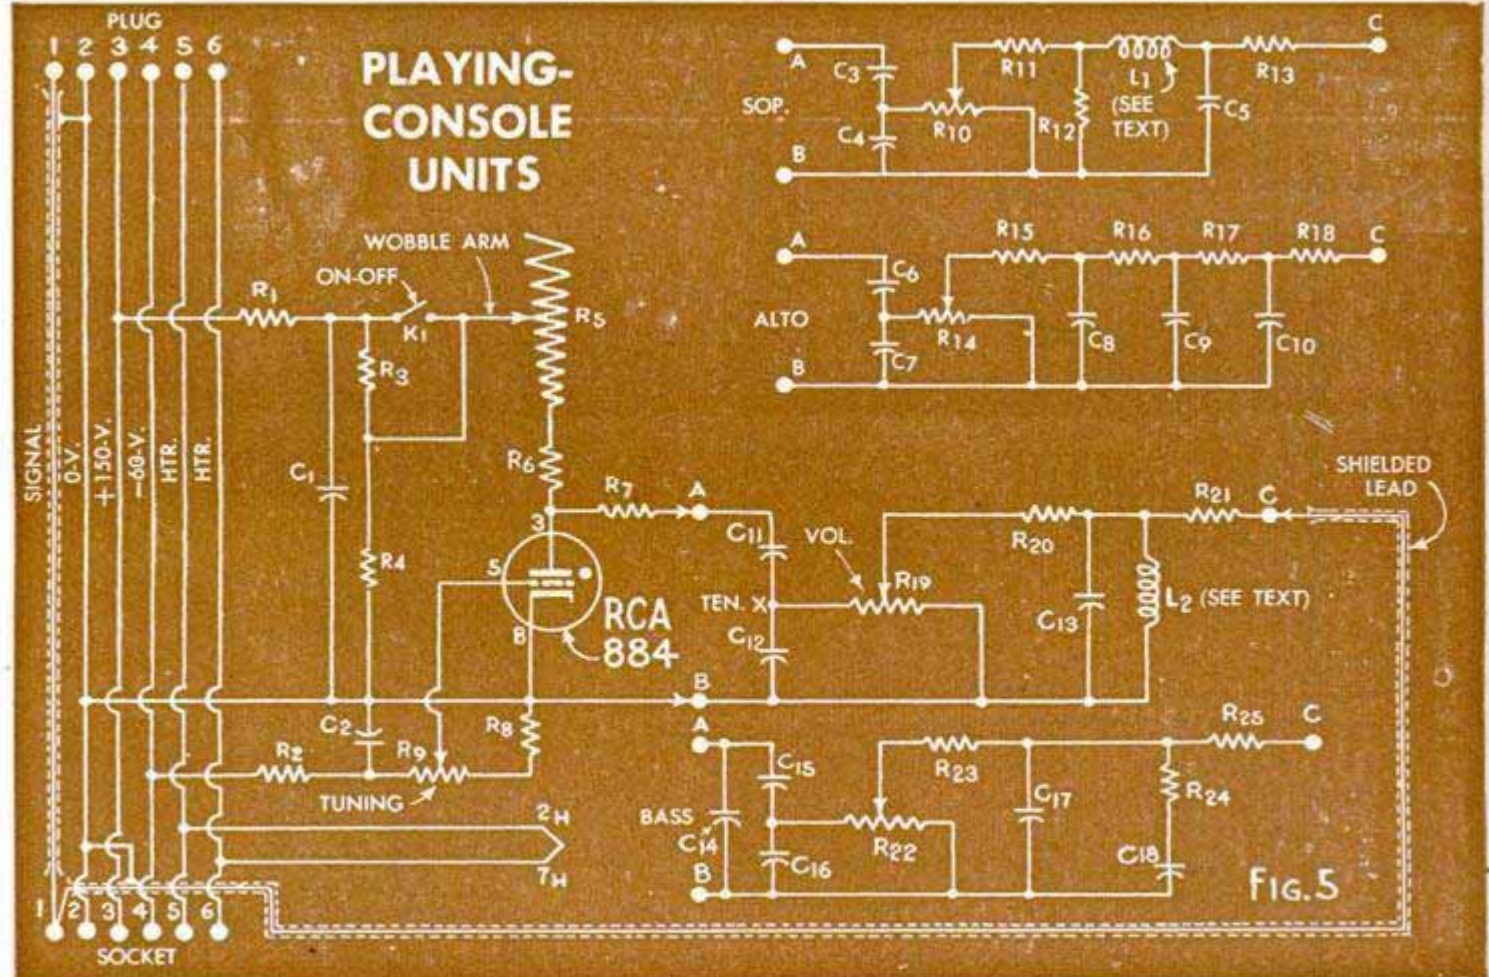 PLUG
1 2 3 4 5 6
PLAYING-
CONSOLE
UNITS
SIGNAL
0-V.
+150-V.
-60-V.
HTR.
HTR.
WOBBLE ARM
ON-OFF
R1
K1
R5
R3
C1
R6
R7
A
3
5
R4
8
RCA
884
B
C2
R8
R2
R9
TUNING
2H
7H
1 2 3 4 5 6
SOCKET
A
C3
R11
L1
(SEE
TEXT)
R13
C
SOP.
R10
R12
C5
C4
B
A
C6
R15
R16
R17
R18
C
ALTO
R14
C8
C9
C10
C7
B
SHIELDED
LEAD
C11
VOL.
R20
R21
C
TEN. X
R19
C13
L2 (SEE TEXT)
C12
A
C15
R23
R25
C
BASS
C14
C17
R24
C16
R22
C18
B
FIG.5